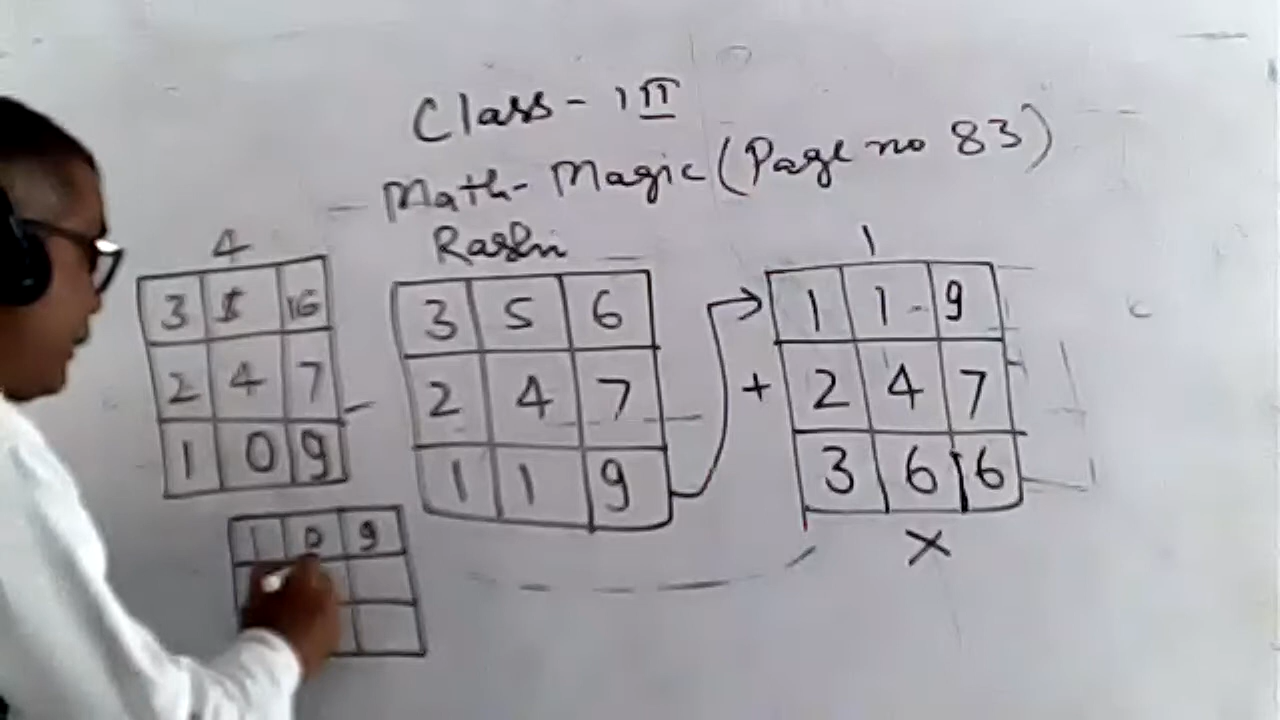 Class - III
Math- Magic (Page no 83)
Rashi
4
3 5 16
2 4 7
1 0 9
3 5 6
2 4 7
1 1 9
1
1 1 9
+ 2 4 7
3 6 6
X
1 0 9